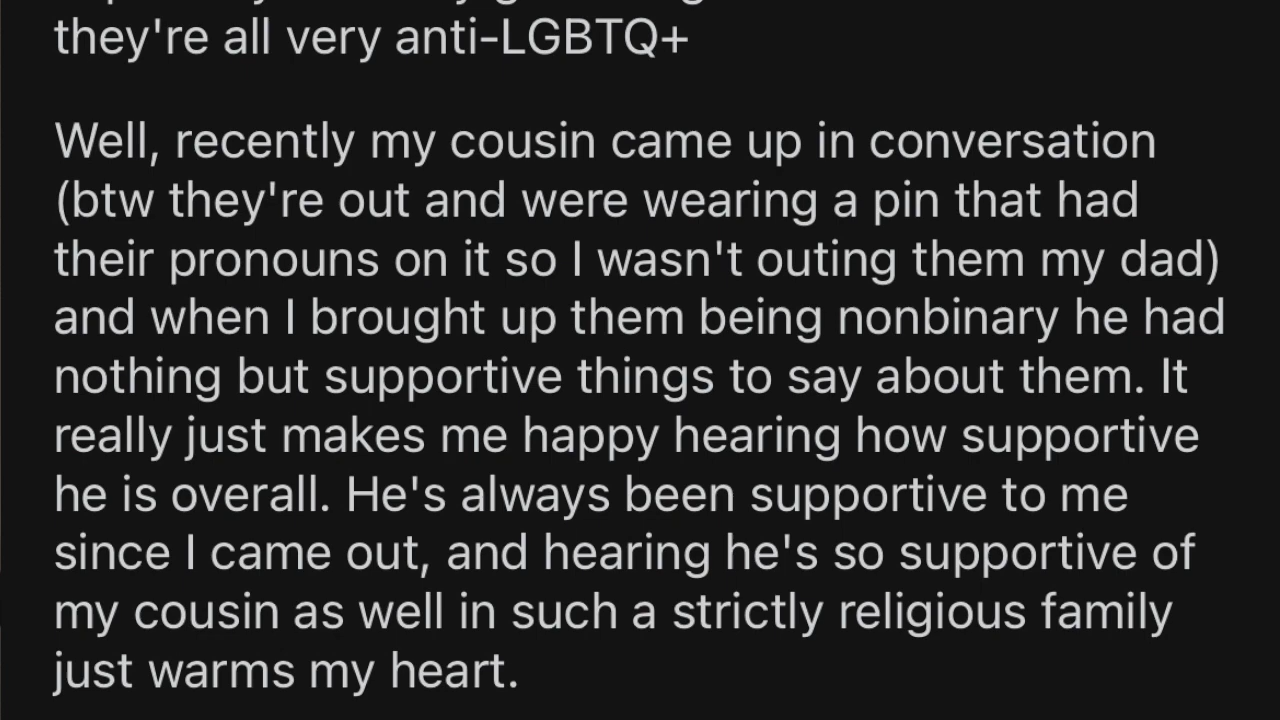 they're all very anti-LGBTQ+
Well, recently my cousin came up in conversation
(btw they're out and were wearing a pin that had
their pronouns on it so I wasn't outing them my dad)
and when I brought up them being nonbinary he had
nothing but supportive things to say about them. It
really just makes me happy hearing how supportive
he is overall. He's always been supportive to me
since I came out, and hearing he's so supportive of
my cousin as well in such a strictly religious family
just warms my heart.